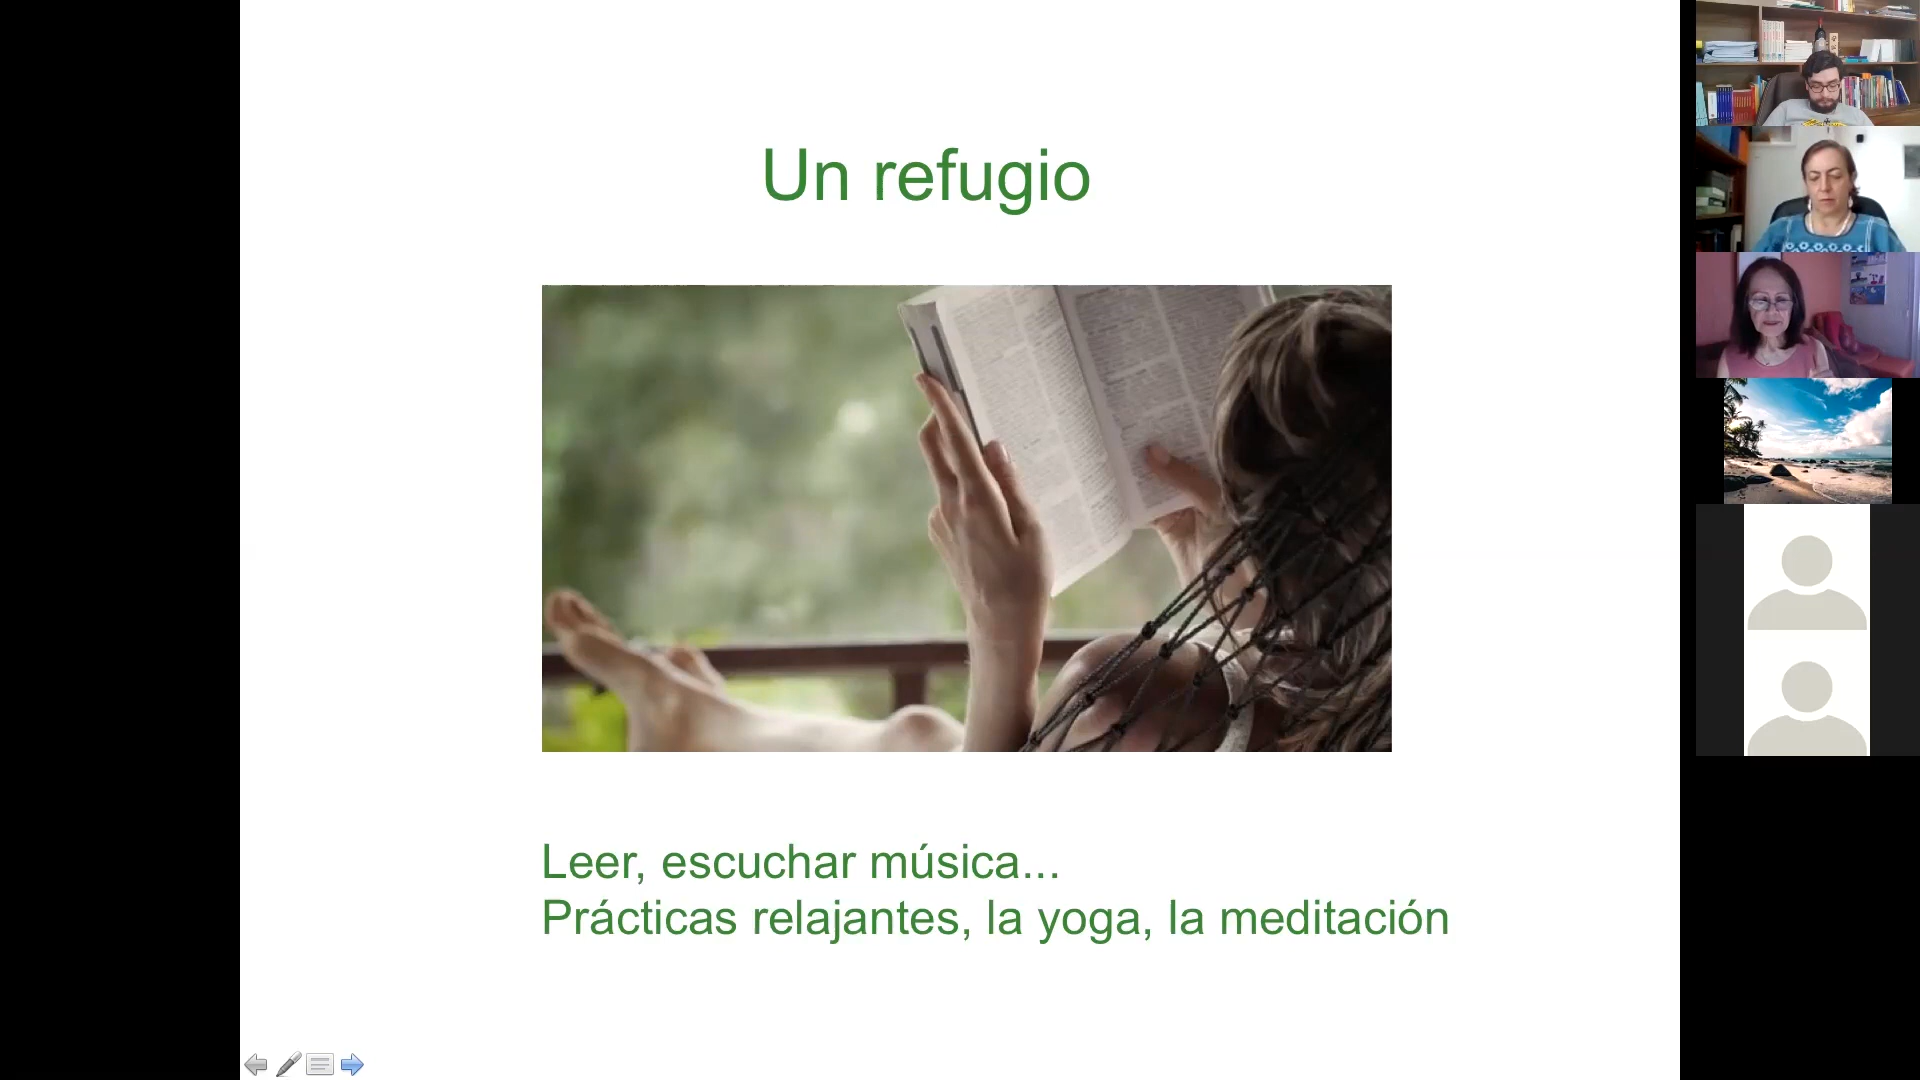 Un refugio
Leer, escuchar música...
Prácticas relajantes, la yoga, la meditación